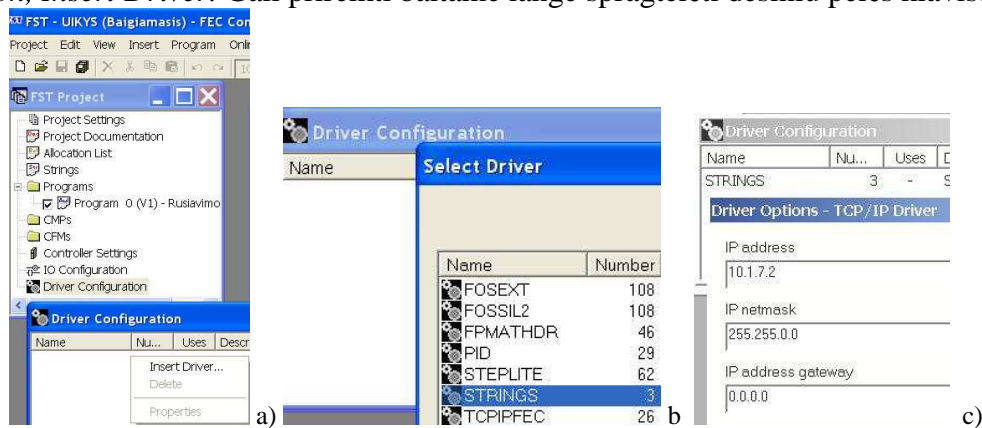 FST - UIKYS (Baigiamasis) - FEC Con
Project Edit View Insert Program Onlin
FST Project
Project Settings
Project Documentation
Allocation List
Strings
Programs
Program 0 (V1) - Rusiavimo
CMPs
CFMs
Controller Settings
IO Configuration
Driver Configuration
Driver Configuration
Name Nu... Uses Descr
Insert Driver...
Delete
Properties
a)
Driver Configuration
Name
Select Driver
Name Number
FOSEXT 108
FOSSIL2 108
FPMATHDR 46
PID 29
STEPLITE 62
STRINGS 3
TCPIPFEC 26
b
Driver Configuration
Name Nu... Uses D
STRINGS 3 - S
Driver Options - TCP/IP Driver
IP address
10.1.7.2
IP netmask
255.255.0.0
IP address gateway
0.0.0.0
c)